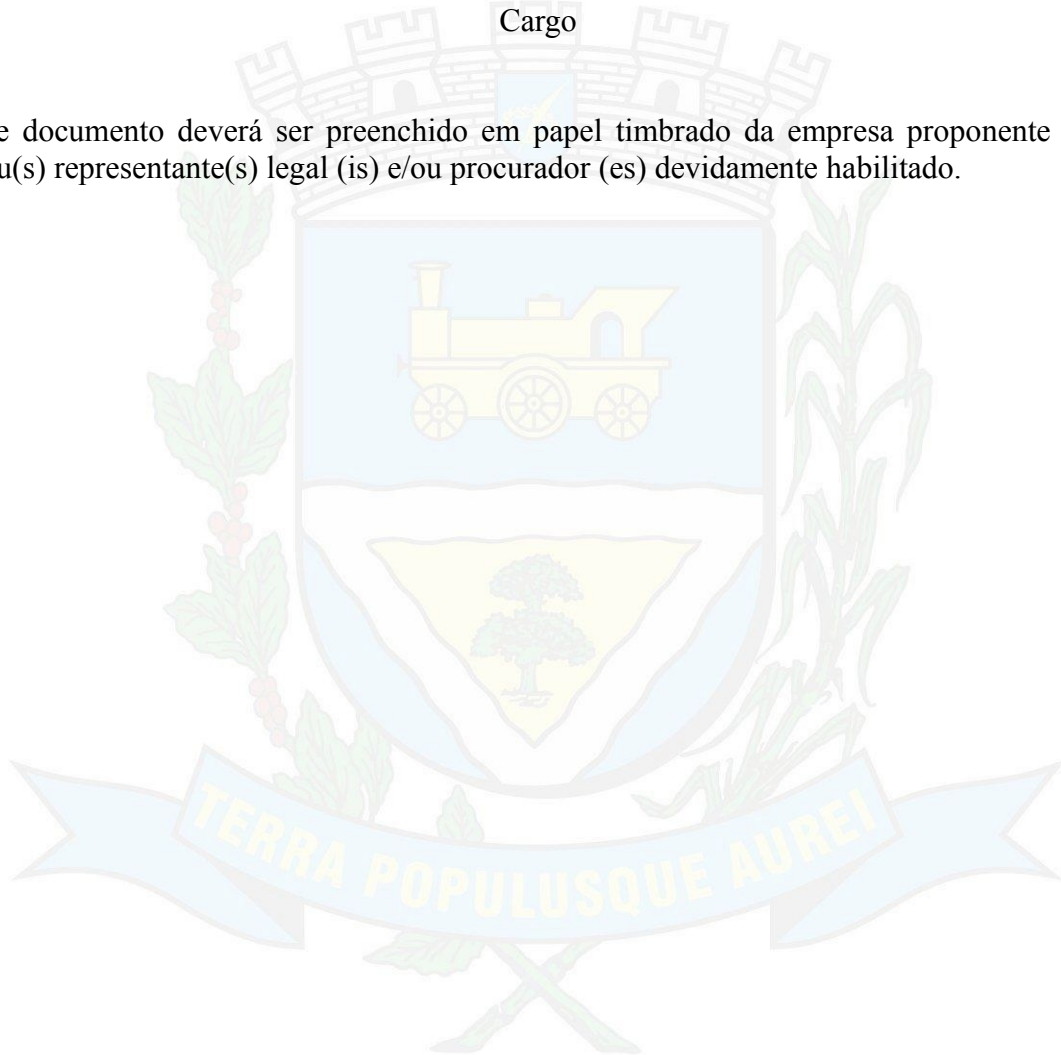 Cargo
e documento deverá ser preenchido em papel timbrado da empresa proponente
u(s) representante(s) legal (is) e/ou procurador (es) devidamente habilitado.
TERRA POPULUSQUE AUREI